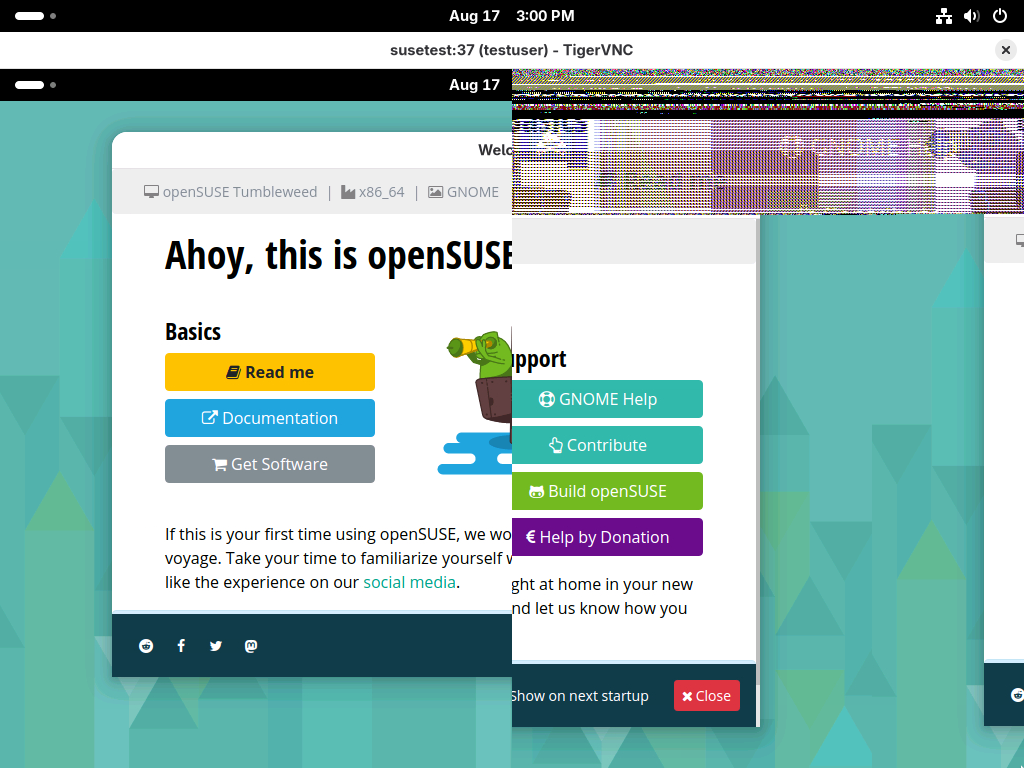 Aug 17 3:00 PM
susetest:37 (testuser) - TigerVNC
Aug 17
Welc
openSUSE Tumbleweed | x86_64 | GNOME
Ahoy, this is openSUSE
Basics
Read me
Documentation
Get Software
upport
GNOME Help
Contribute
Build openSUSE
Help by Donation
If this is your first time using openSUSE, we wo
voyage. Take your time to familiarize yourself w
like the experience on our social media.
ght at home in your new
nd let us know how you
Show on next startup
Close